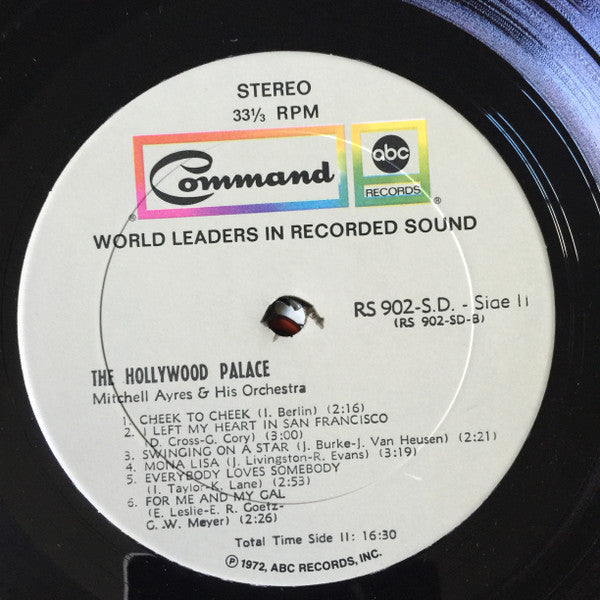 STEREO
33⅓ RPM
Command®
abc
RECORDS®
WORLD LEADERS IN RECORDED SOUND
RS 902-S.D. - Side II
(RS 902-SD-B)
THE HOLLYWOOD PALACE
Mitchell Ayres & His Orchestra
1. CHEEK TO CHEEK (I. Berlin) (2:16)
2. I LEFT MY HEART IN SAN FRANCISCO
(D. Cross-G. Cory) (3:00)
3. SWINGING ON A STAR (J. Burke-J. Van Heusen) (2:21)
4. MONA LISA (J. Livingston-R. Evans) (3:19)
5. EVERYBODY LOVES SOMEBODY
(I. Taylor-K. Lane) (2:53)
6. FOR ME AND MY GAL
(E. Leslie-E. R. Goetz-
G. W. Meyer) (2:26)
Total Time Side II: 16:30
℗ 1972, ABC RECORDS, INC.